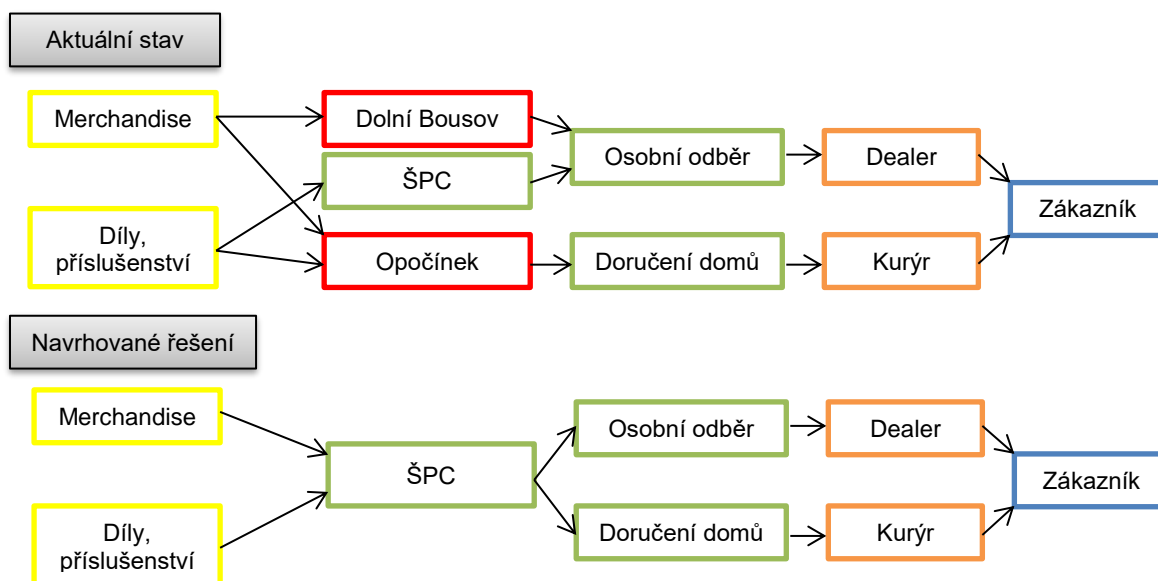 Aktuální stav
Merchandise
Dolní Bousov
ŠPC
Osobní odběr
Dealer
Zákazník
Díly,
příslušenství
Opočínek
Doručení domů
Kurýr
Navrhované řešení
Merchandise
Osobní odběr
Dealer
ŠPC
Zákazník
Díly,
příslušenství
Doručení domů
Kurýr